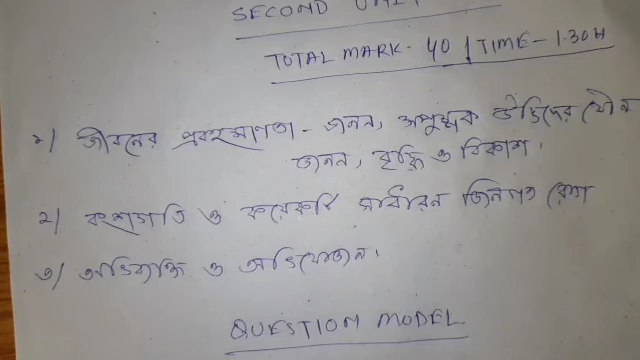 SECOND UNIT
TOTAL MARK- 40 / TIME - 1.30 H
১/ জীবনের প্রবহমানতা - জনন, অপুষ্পক উদ্ভিদের যৌন
জনন, বৃদ্ধি ও বিকাশ.
২/ বংশগতি ও কয়েকটি সাধারন জিনগত রোগ
৩/ অভিব্যক্তি ও অভিযোজন.
QUESTION MODEL